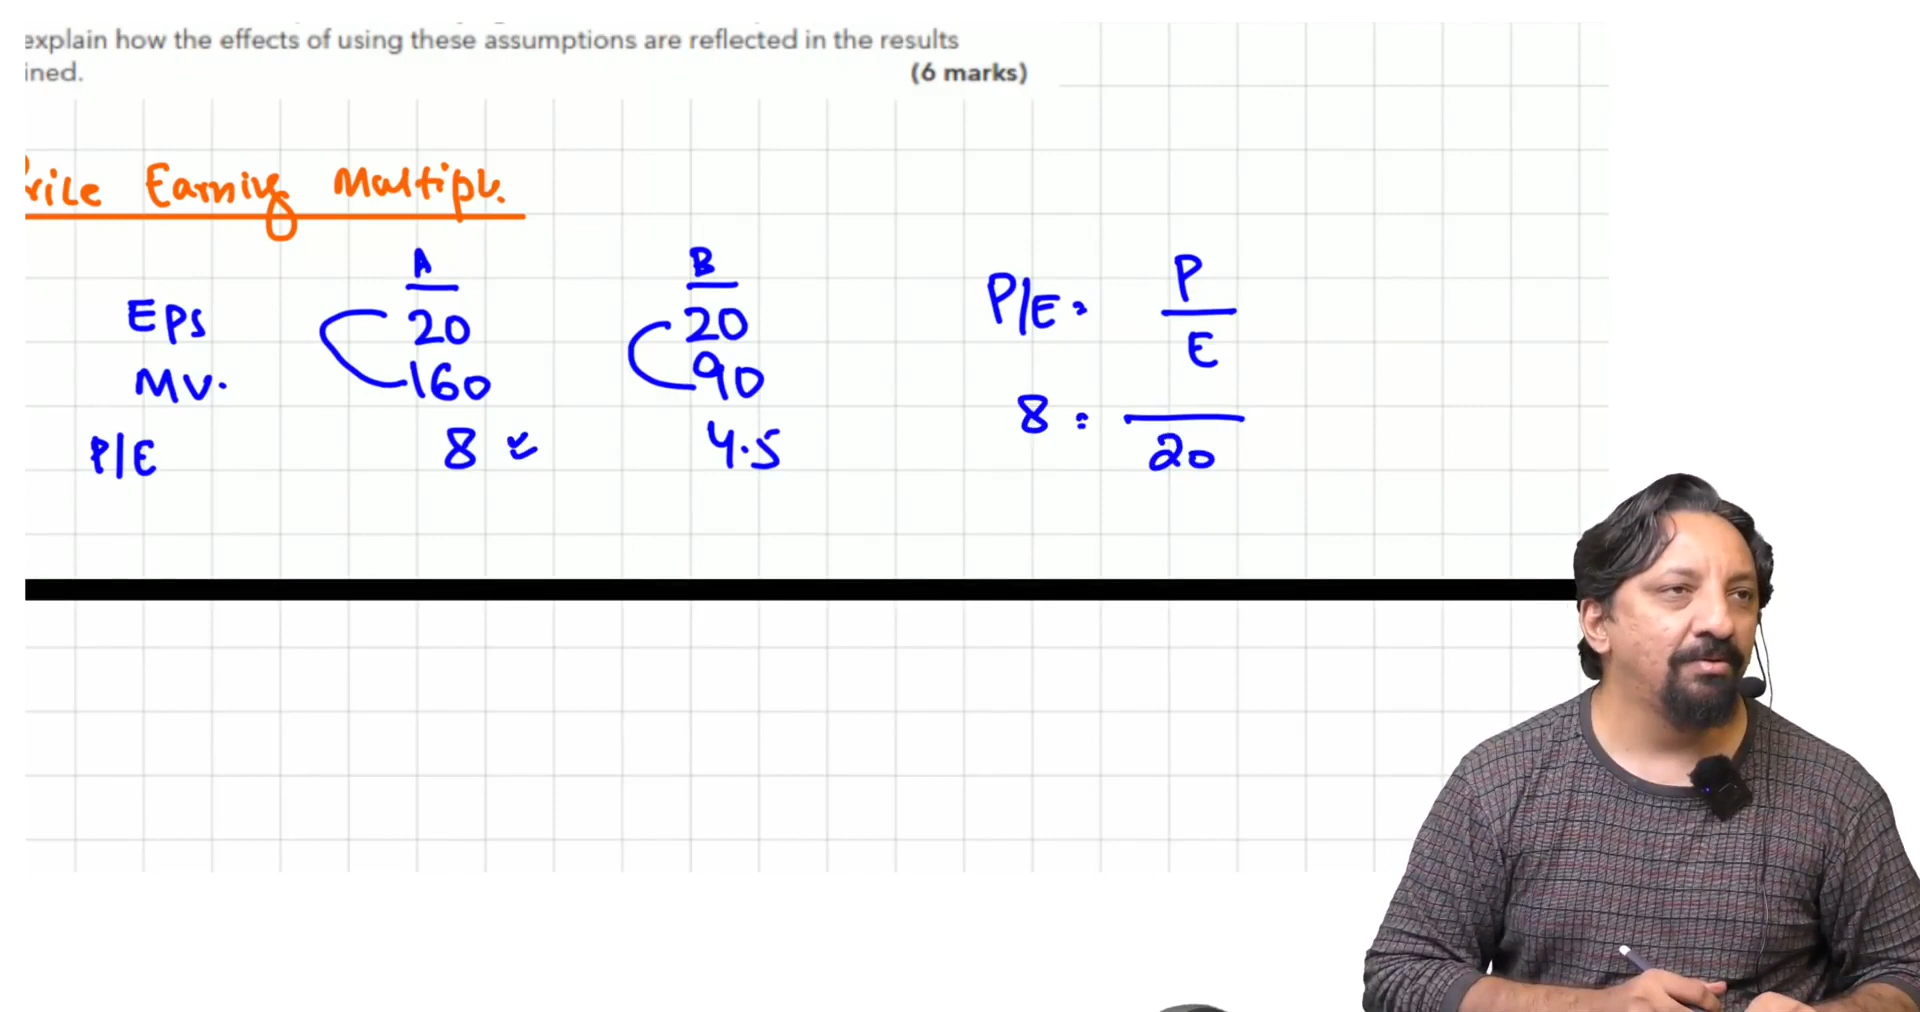 explain how the effects of using these assumptions are reflected in the results
ined. (6 marks)
rice Earning Multiple
A B P/E = P
Eps 20 20 E
MV. 160 90
P/E 8 4.5 8 =
20